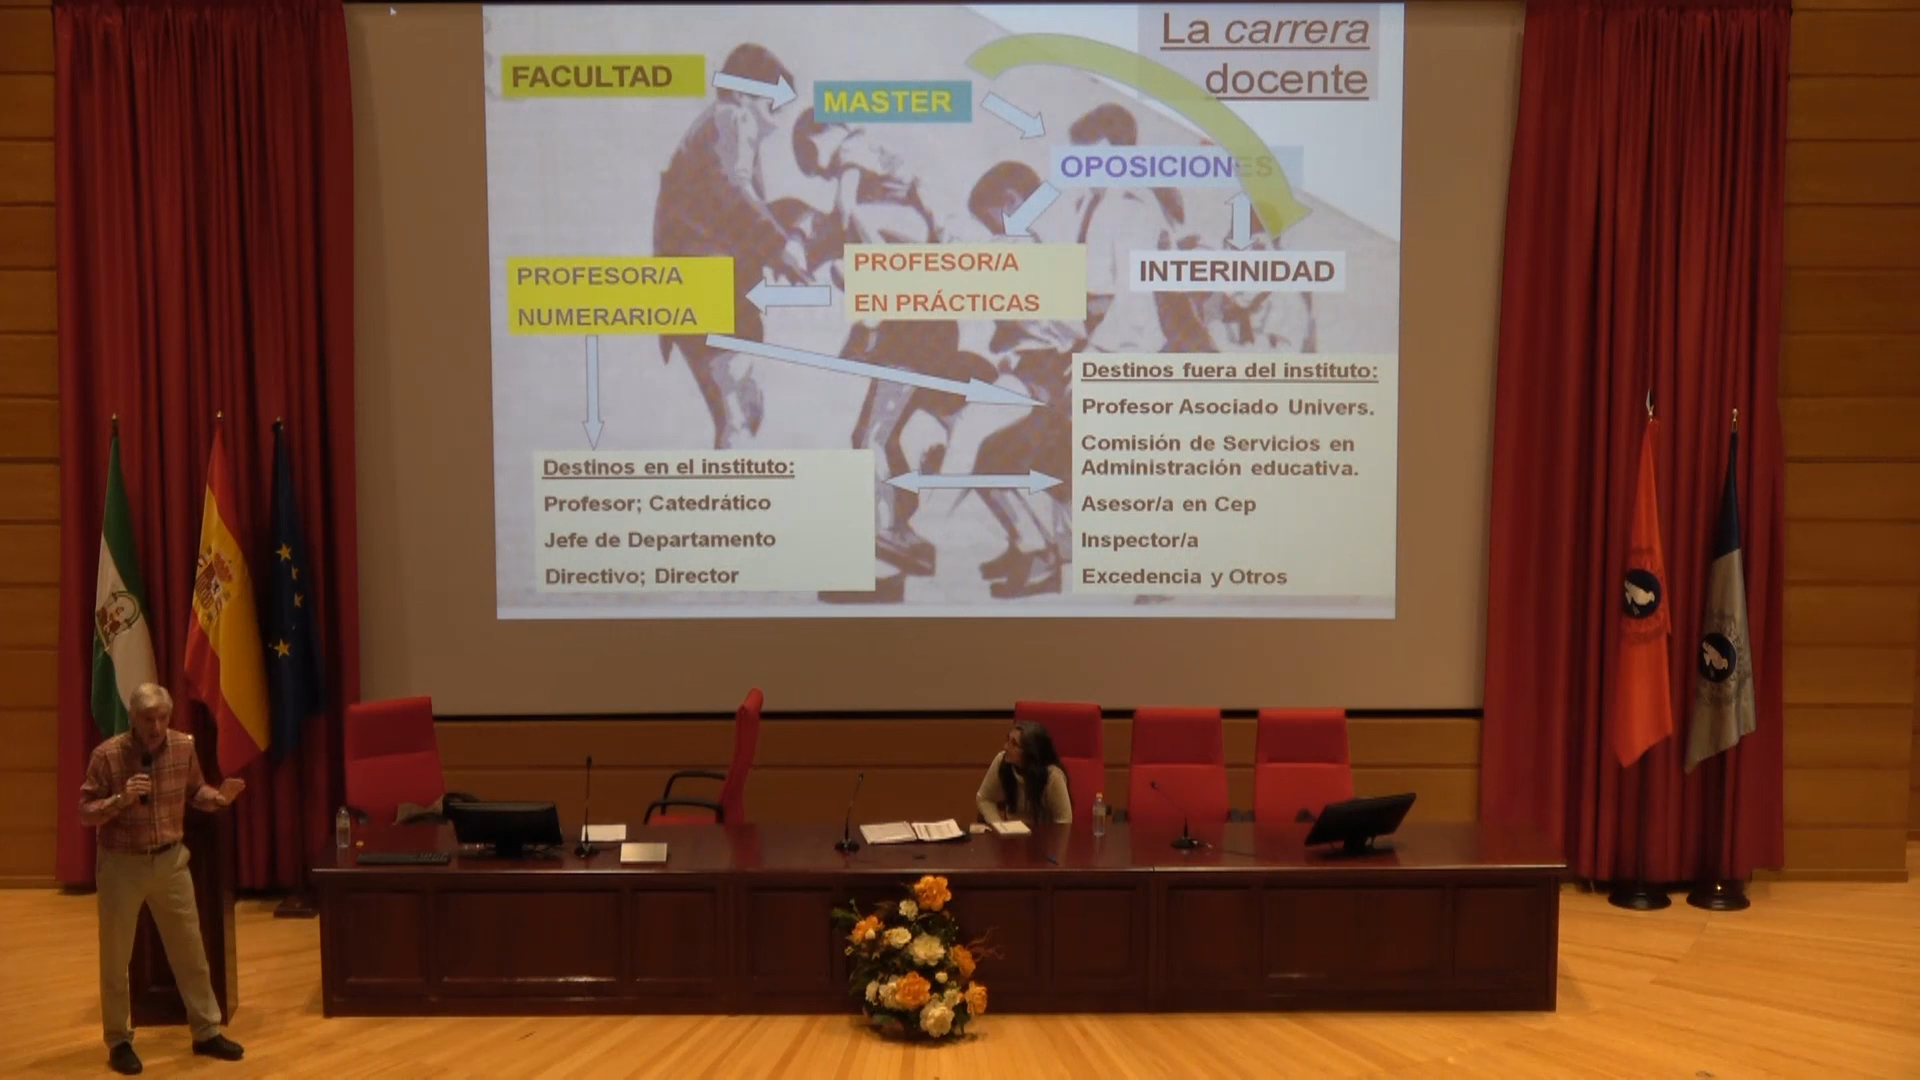 La carrera
docente
FACULTAD
MASTER
OPOSICIONES
PROFESOR/A
NUMERARIO/A
PROFESOR/A
EN PRÁCTICAS
INTERINIDAD
Destinos en el instituto:
Profesor; Catedrático
Jefe de Departamento
Directivo; Director
Destinos fuera del instituto:
Profesor Asociado Univers.
Comisión de Servicios en
Administración educativa.
Asesor/a en Cep
Inspector/a
Excedencia y Otros